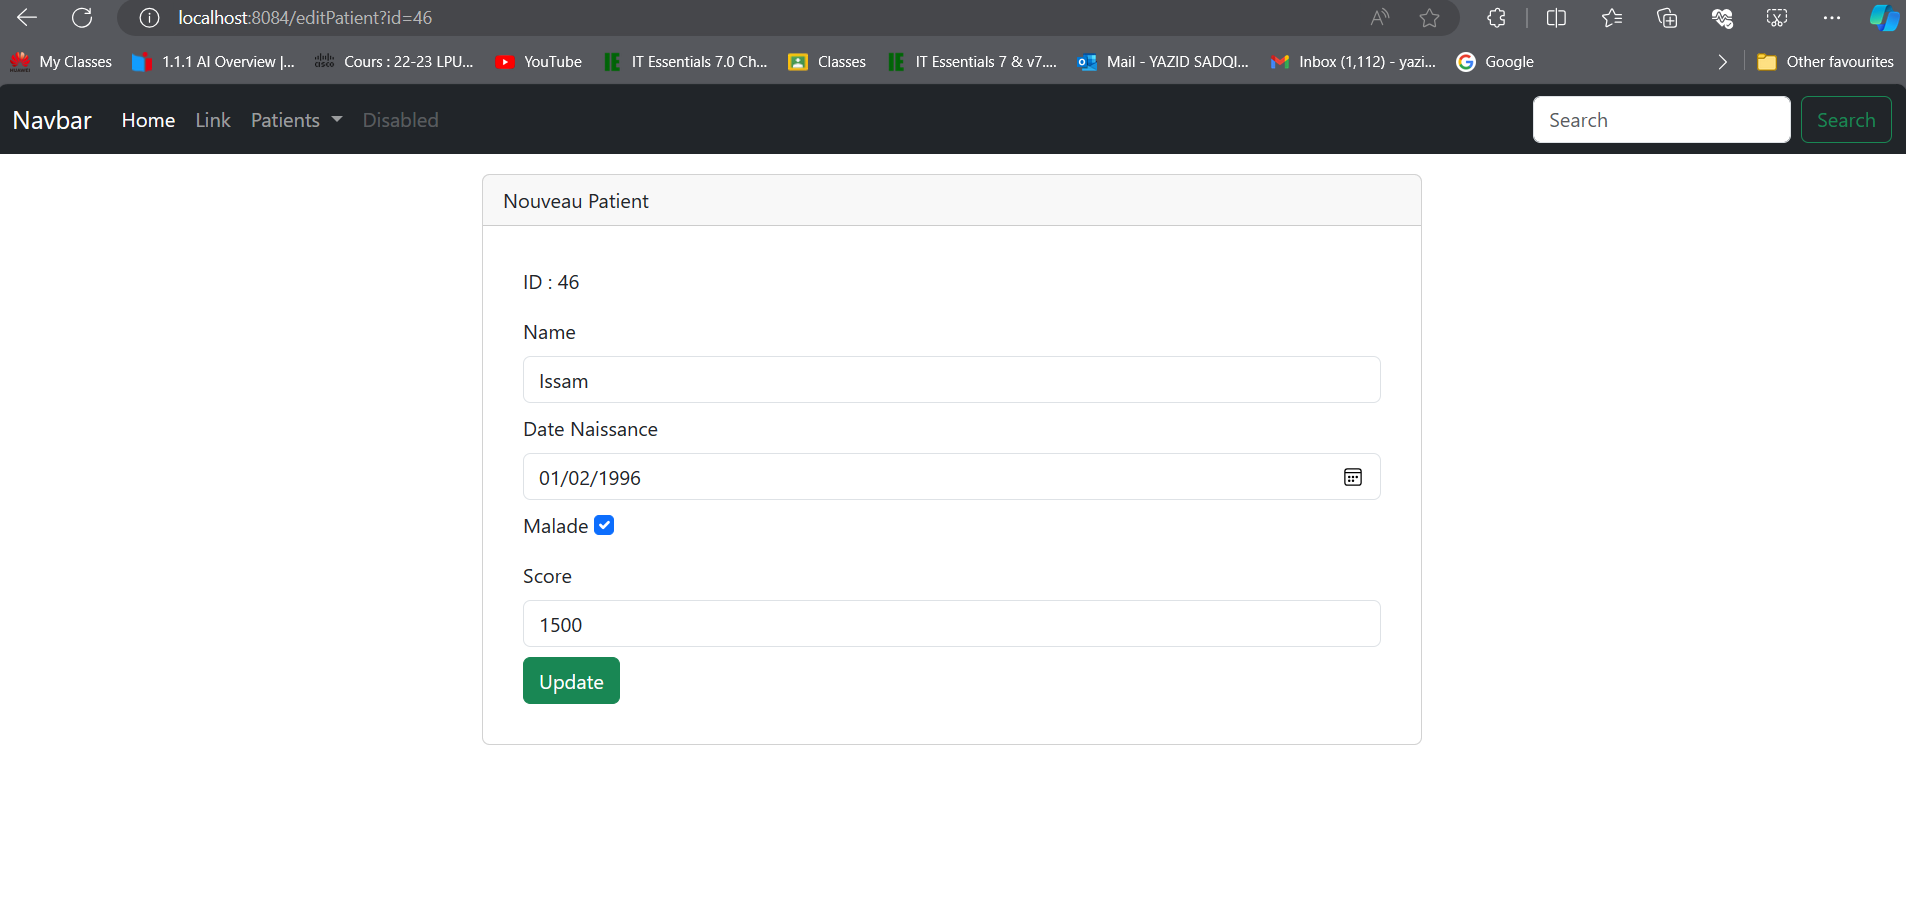 localhost:8084/editPatient?id=46
My Classes 1.1.1 AI Overview |... Cours : 22-23 LPU... YouTube IT Essentials 7.0 Ch... Classes IT Essentials 7 & v7.... Mail - YAZID SADQI... Inbox (1,112) - yazi... Google Other favourites
Navbar Home Link Patients Disabled Search Search
Nouveau Patient
ID : 46
Name
Issam
Date Naissance
01/02/1996
Malade
Score
1500
Update